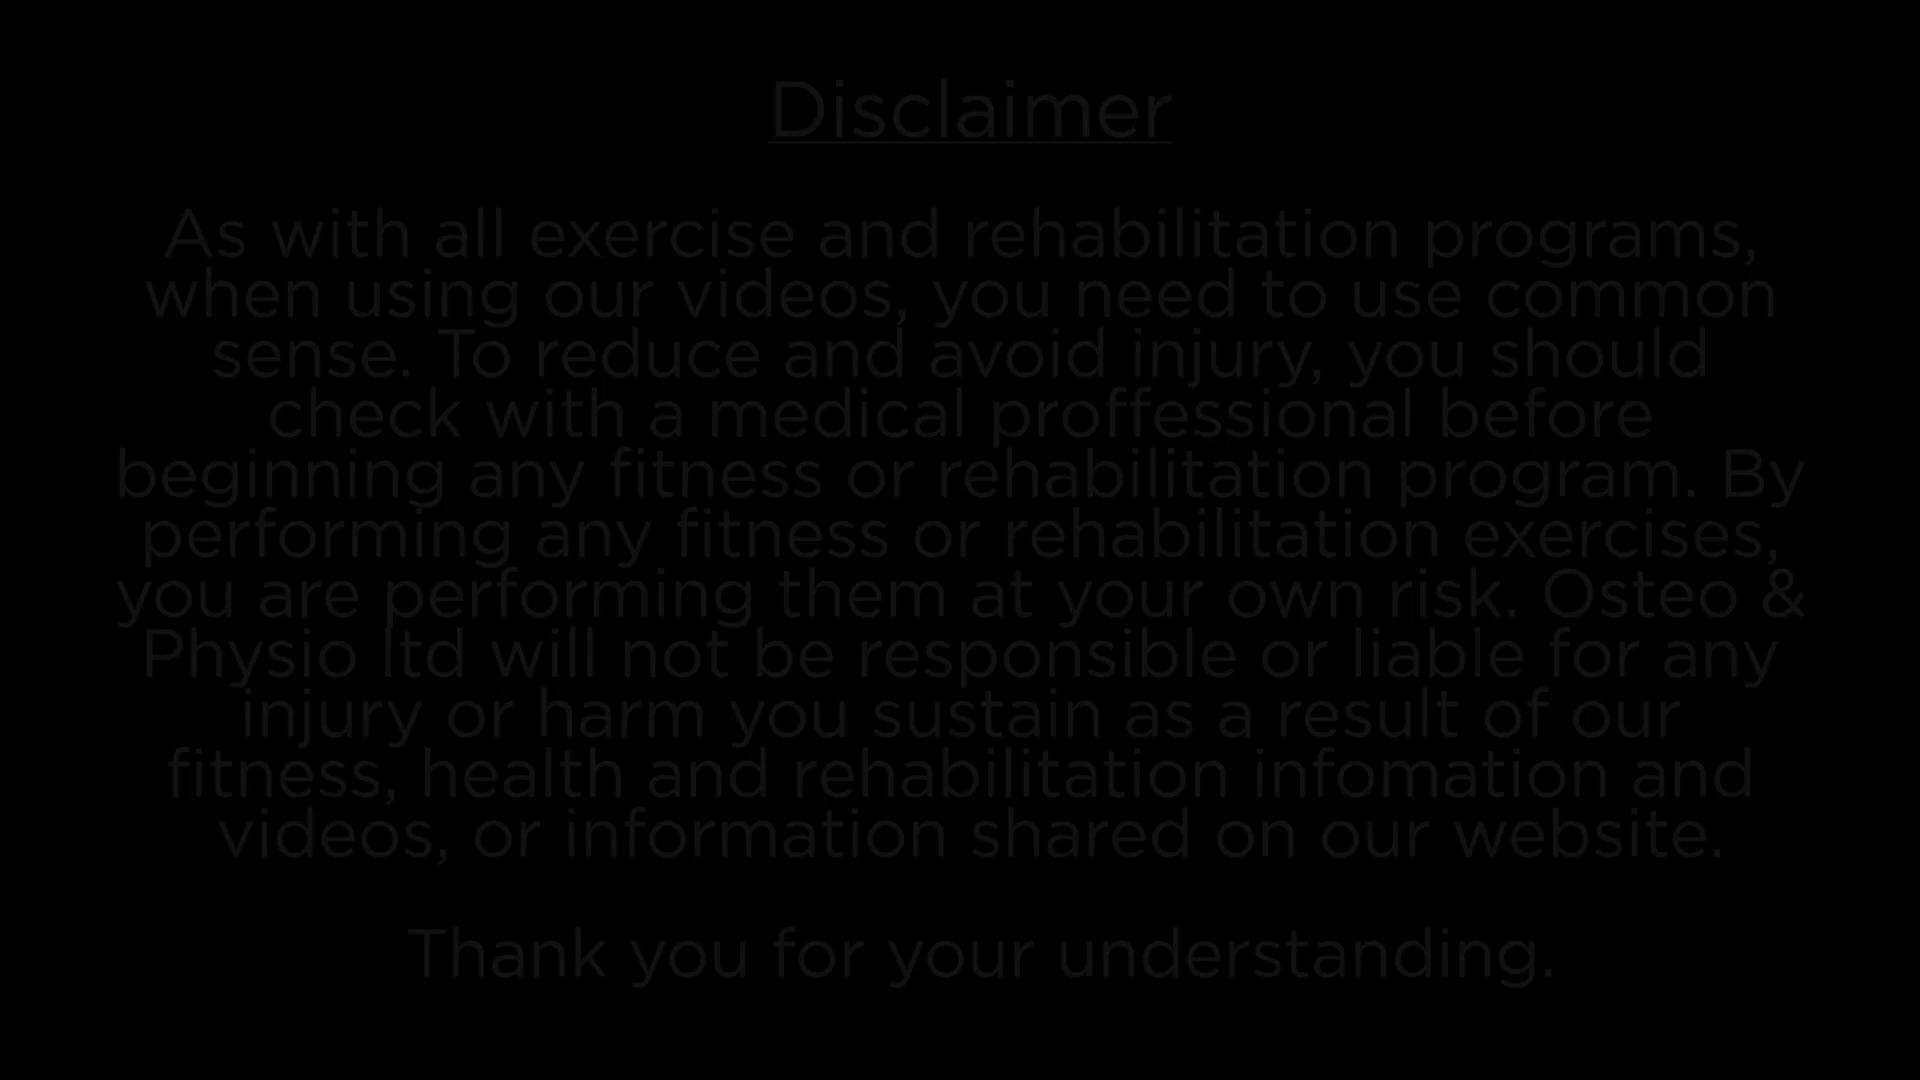 Disclaimer
As with all exercise and rehabilitation programs,
when using our videos, you need to use common
sense. To reduce and avoid injury, you should
check with a medical proffessional before
beginning any fitness or rehabilitation program. By
performing any fitness or rehabilitation exercises,
you are performing them at your own risk. Osteo &
Physio ltd will not be responsible or liable for any
injury or harm you sustain as a result of our
fitness, health and rehabilitation infomation and
videos, or information shared on our website.
Thank you for your understanding.